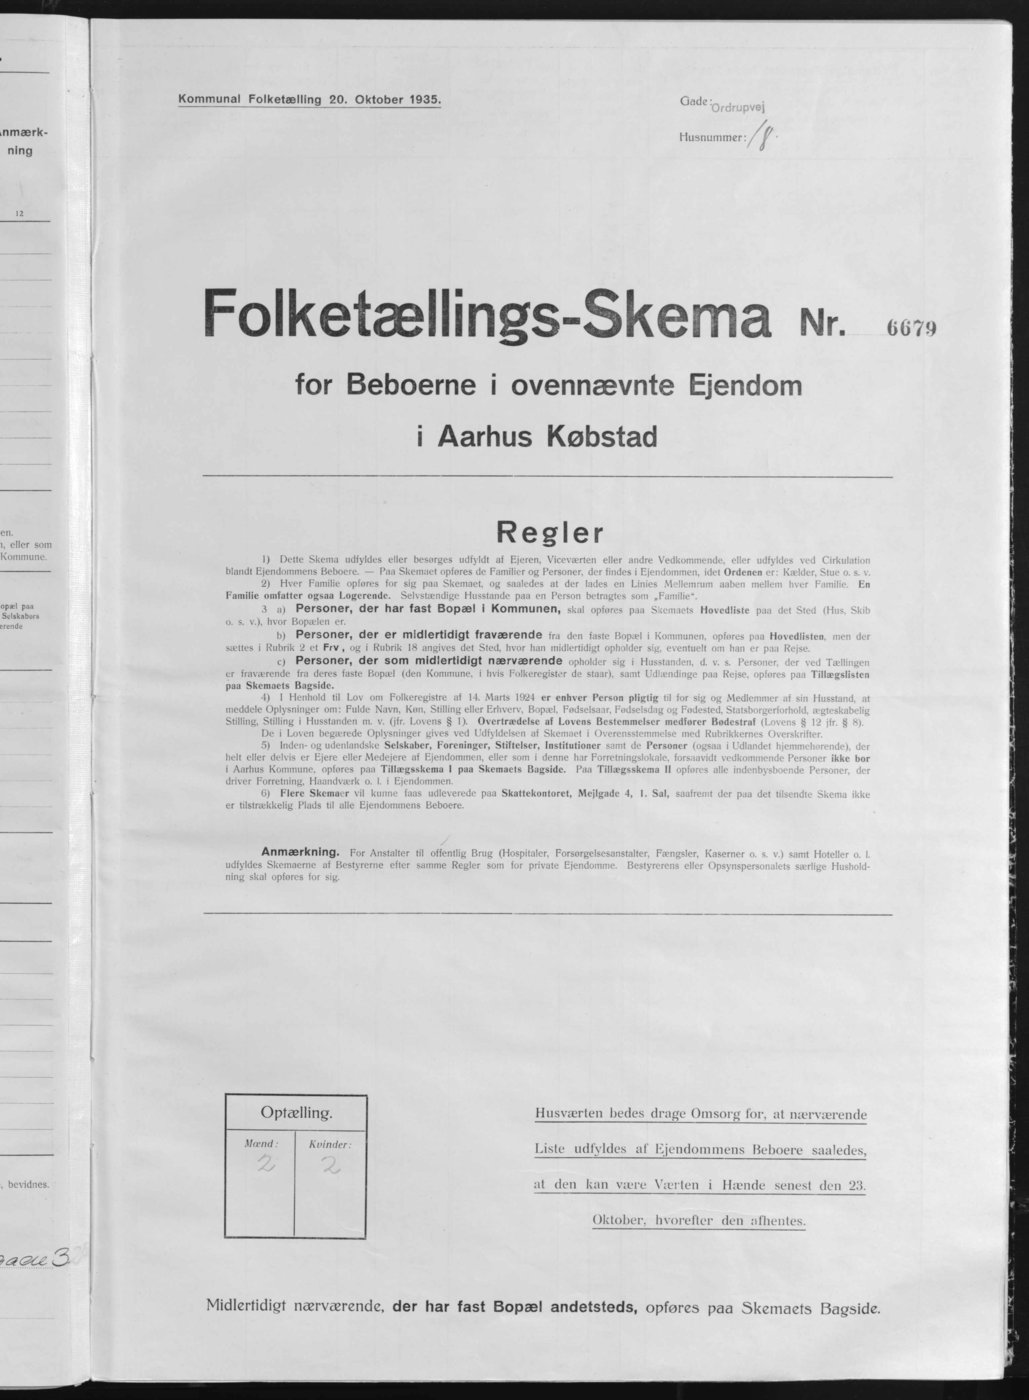 nmærk-
ning
12
en.
, eller som
Kommune.
opæl paa
Selskabers
erende
, bevidnes.
gade 3
Kommunal Folketælling 20. Oktober 1935.
Gade: Ordrupvej
Husnummer: 18.
Folketællings-Skema Nr. 6679
for Beboerne i ovennævnte Ejendom
i Aarhus Købstad
Regler
1) Dette Skema udfyldes eller besørges udfyldt af Ejeren, Viceværten eller andre Vedkommende, eller udfyldes ved Cirkulation
blandt Ejendommens Beboere. — Paa Skemaet opføres de Familier og Personer, der findes i Ejendommen, idet Ordenen er: Kælder, Stue o. s. v.
2) Hver Familie opføres for sig paa Skemaet, og saaledes at der lades en Linies Mellemrum aaben mellem hver Familie. En
Familie omfatter ogsaa Logerende. Selvstændige Husstande paa en Person betragtes som „Familie“.
3 a) Personer, der har fast Bopæl i Kommunen, skal opføres paa Skemaets Hovedliste paa det Sted (Hus, Skib
o. s. v.), hvor Bopælen er.
b) Personer, der er midlertidigt fraværende fra den faste Bopæl i Kommunen, opføres paa Hovedlisten, men der
sættes i Rubrik 2 et Frv, og i Rubrik 18 angives det Sted, hvor han midlertidigt opholder sig, eventuelt om han er paa Rejse.
c) Personer, der som midlertidigt nærværende opholder sig i Husstanden, d. v. s. Personer, der ved Tællingen
er fraværende fra deres faste Bopæl (den Kommune, i hvis Folkeregister de staar), samt Udlændinge paa Rejse, opføres paa Tillægslisten
paa Skemaets Bagside.
4) I Henhold til Lov om Folkeregistre af 14. Marts 1924 er enhver Person pligtig til for sig og Medlemmer af sin Husstand, at
meddele Oplysninger om: Fulde Navn, Køn, Stilling eller Erhverv, Bopæl, Fødselsaar, Fødselsdag og Fødested, Statsborgerforhold, ægteskabelig
Stilling, Stilling i Husstanden m. v. (jfr. Lovens § 1). Overtrædelse af Lovens Bestemmelser medfører Bødestraf (Lovens § 12 jfr. § 8).
De i Loven begærede Oplysninger gives ved Udfyldelsen af Skemaet i Overensstemmelse med Rubrikkernes Overskrifter.
5) Inden- og udenlandske Selskaber, Foreninger, Stiftelser, Institutioner samt de Personer (ogsaa i Udlandet hjemmehørende), der
helt eller delvis er Ejere eller Medejere af Ejendommen, eller som i denne har Forretningslokale, forsaavidt vedkommende Personer ikke bor
i Aarhus Kommune, opføres paa Tillægsskema I paa Skemaets Bagside. Paa Tillægsskema II opføres alle indenbysboende Personer, der
driver Forretning, Haandværk o. l. i Ejendommen.
6) Flere Skemaer vil kunne faas udleverede paa Skattekontoret, Mejlgade 4, 1. Sal, saafremt der paa det tilsendte Skema ikke
er tilstrækkelig Plads til alle Ejendommens Beboere.
Anmærkning. For Anstalter til offentlig Brug (Hospitaler, Forsørgelsesanstalter, Fængsler, Kaserner o. s. v.) samt Hoteller o. l.
udfyldes Skemaerne af Bestyrerne efter samme Regler som for private Ejendomme. Bestyrerens eller Opsynspersonalets særlige Hushold-
ning skal opføres for sig.
Optælling.
Mænd: Kvinder:
2 2
Husværten bedes drage Omsorg for, at nærværende
Liste udfyldes af Ejendommens Beboere saaledes,
at den kan være Værten i Hænde senest den 23.
Oktober, hvorefter den afhentes.
Midlertidigt nærværende, der har fast Bopæl andetsteds, opføres paa Skemaets Bagside.